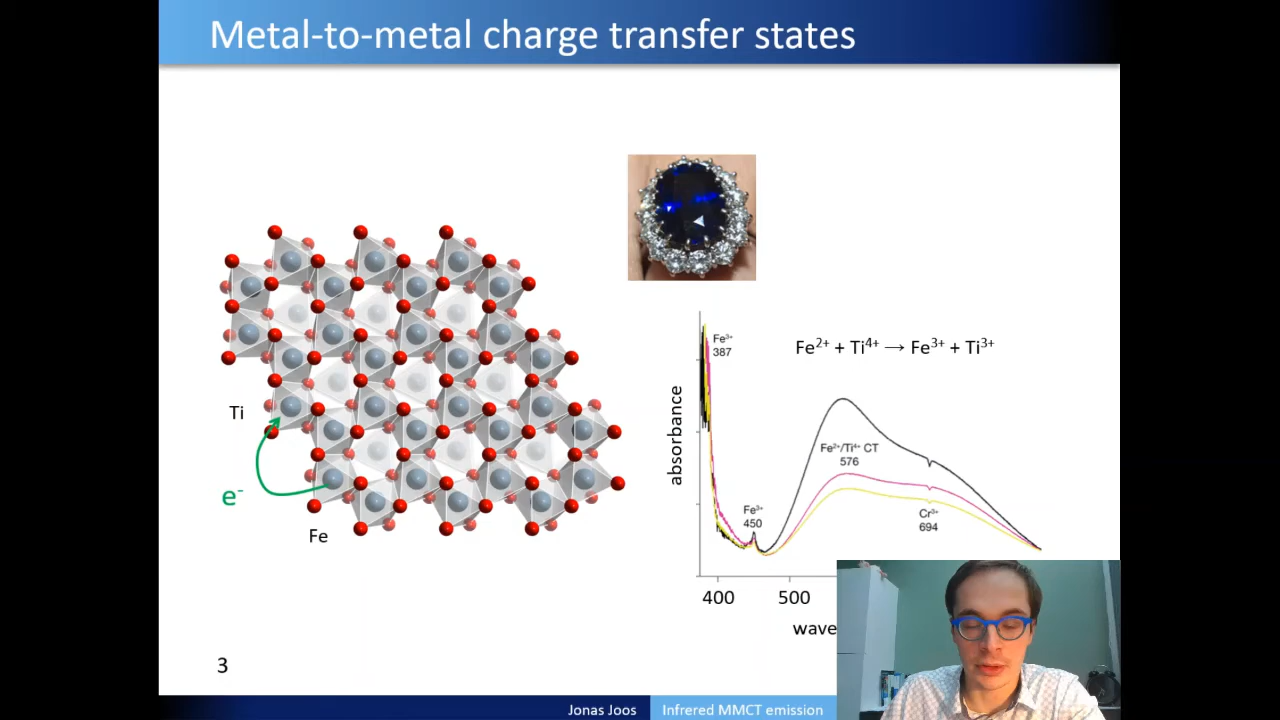 Metal-to-metal charge transfer states
Fe³⁺
387
Fe²⁺ + Ti⁴⁺ → Fe³⁺ + Ti³⁺
absorbance
Fe²⁺/Ti⁴⁺ CT
576
Fe³⁺
450
Cr³⁺
694
Ti
e⁻
Fe
400
500
wave
3
Jonas Joos
Infrered MMCT emission